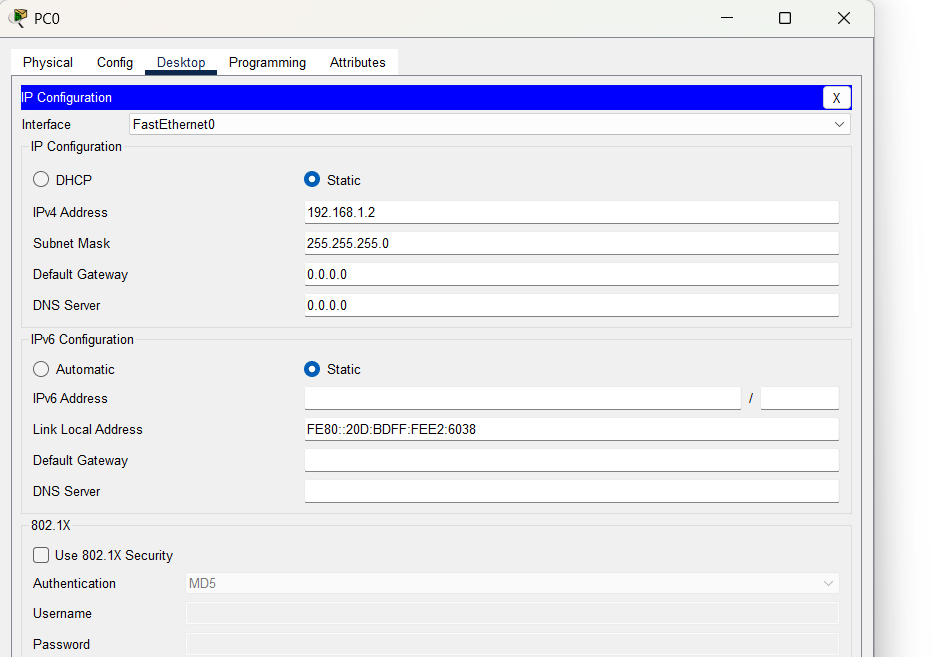 PC0
Physical Config Desktop Programming Attributes
IP Configuration X
Interface FastEthernet0
IP Configuration
DHCP Static
IPv4 Address 192.168.1.2
Subnet Mask 255.255.255.0
Default Gateway 0.0.0.0
DNS Server 0.0.0.0
IPv6 Configuration
Automatic Static
IPv6 Address /
Link Local Address FE80::20D:BDFF:FEE2:6038
Default Gateway
DNS Server
802.1X
Use 802.1X Security
Authentication MD5
Username
Password